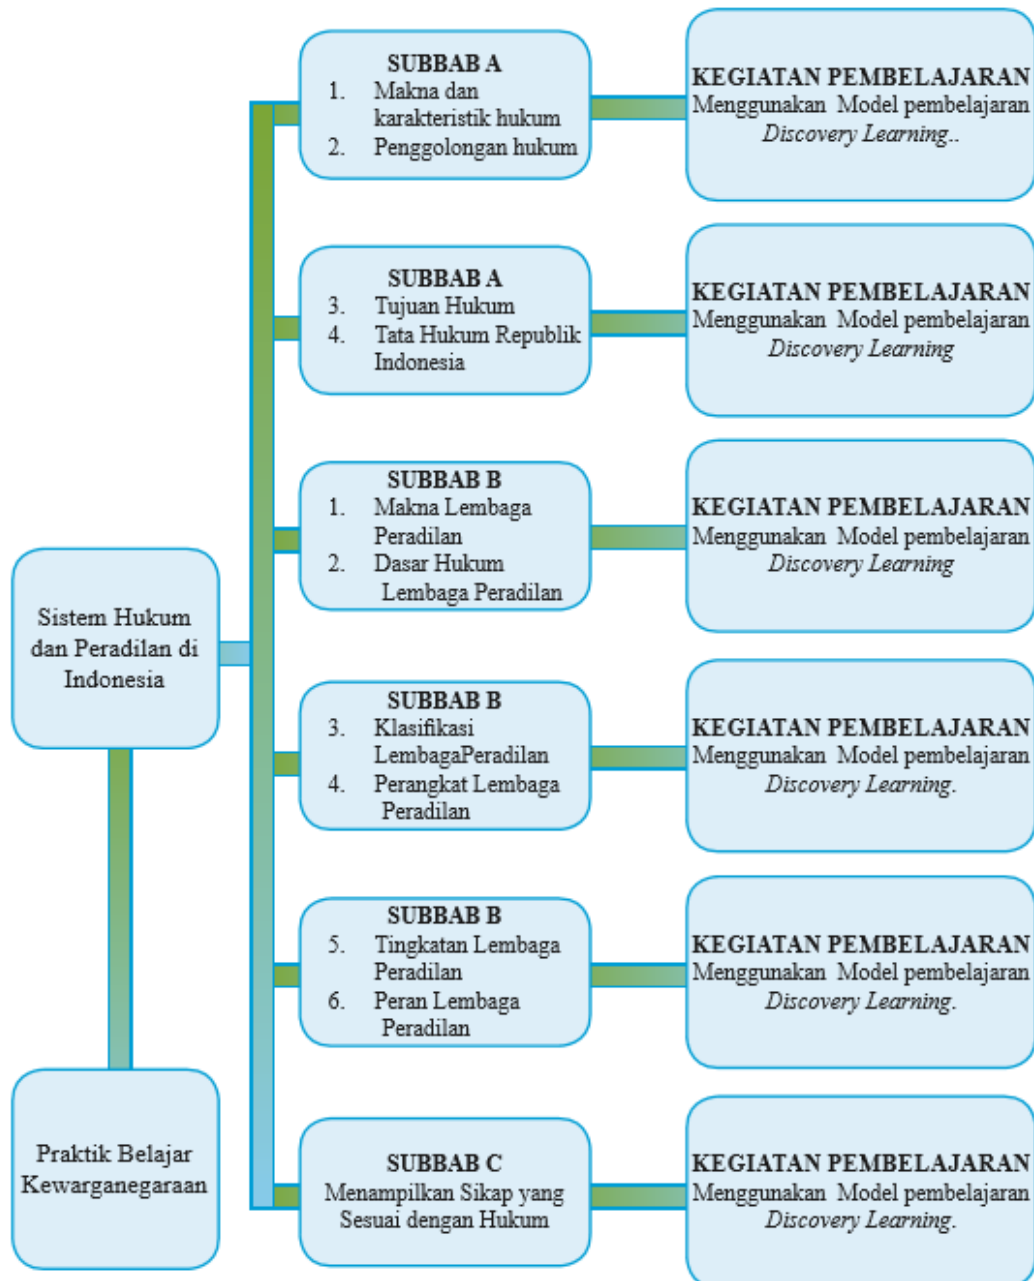 SUBBAB A
1. Makna dan
karakteristik hukum
2. Penggolongan hukum
KEGIATAN PEMBELAJARAN
Menggunakan Model pembelajaran
Discovery Learning..
SUBBAB A
3. Tujuan Hukum
4. Tata Hukum Republik
Indonesia
KEGIATAN PEMBELAJARAN
Menggunakan Model pembelajaran
Discovery Learning
SUBBAB B
1. Makna Lembaga
Peradilan
2. Dasar Hukum
Lembaga Peradilan
KEGIATAN PEMBELAJARAN
Menggunakan Model pembelajaran
Discovery Learning
Sistem Hukum
dan Peradilan di
Indonesia
SUBBAB B
3. Klasifikasi
LembagaPeradilan
4. Perangkat Lembaga
Peradilan
KEGIATAN PEMBELAJARAN
Menggunakan Model pembelajaran
Discovery Learning.
SUBBAB B
5. Tingkatan Lembaga
Peradilan
6. Peran Lembaga
Peradilan
KEGIATAN PEMBELAJARAN
Menggunakan Model pembelajaran
Discovery Learning.
Praktik Belajar
Kewarganegaraan
SUBBAB C
Menampilkan Sikap yang
Sesuai dengan Hukum
KEGIATAN PEMBELAJARAN
Menggunakan Model pembelajaran
Discovery Learning.